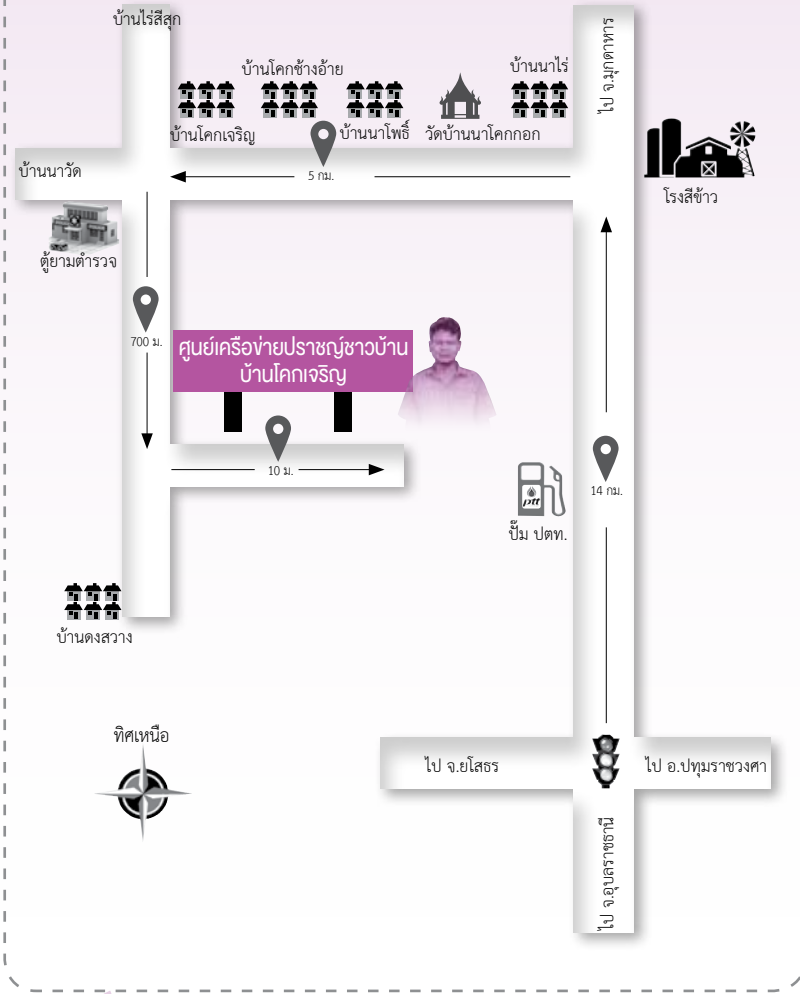 บ้านไร่สีสุก
ไป จ.มุกดาหาร
บ้านโคกช้างอ้าย
บ้านนาไร่
บ้านโคกเจริญ
บ้านนาโพธิ์
วัดบ้านนาโคกกอก
บ้านนาวัด
5 กม.
โรงสีข้าว
ตู้ยามตำรวจ
700 ม.
ศูนย์เครือข่ายปราชญ์ชาวบ้าน
บ้านโคกเจริญ
10 ม.
ptt
14 กม.
ปั๊ม ปตท.
บ้านดงสวาง
ทิศเหนือ
ไป จ.ยโสธร
ไป อ.ปทุมราชวงศา
ไป จ.อุบลราชธานี